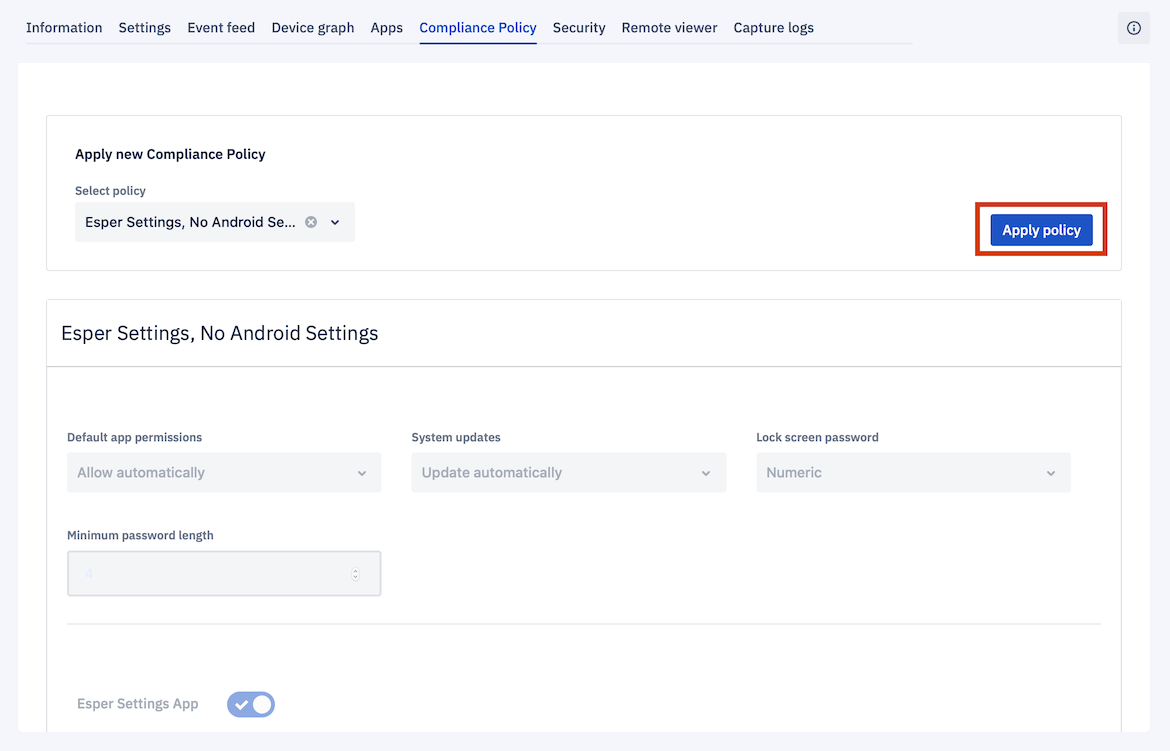 Information Settings Event feed Device graph Apps Compliance Policy Security Remote viewer Capture logs
Apply new Compliance Policy
Select policy
Esper Settings, No Android Se...
Apply policy
Esper Settings, No Android Settings
Default app permissions System updates Lock screen password
Allow automatically Update automatically Numeric
Minimum password length
4
Esper Settings App